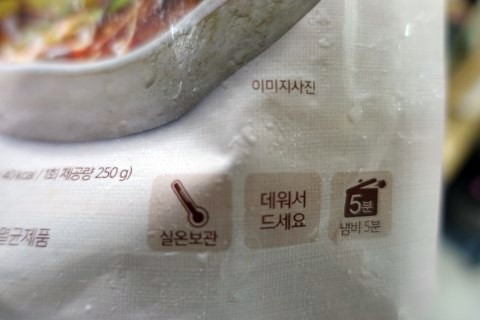 이미지사진
40 kcal / 1회 제공량 250 g)
멸균제품
실온보관
데워서
드세요
5분
냄비 5분